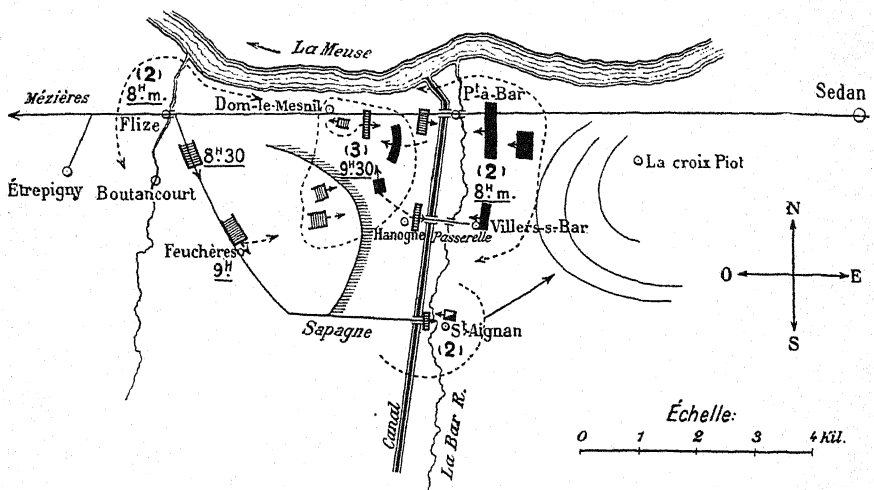 La Meuse
(2)
8ᴴ m.
Mézières
Dom-le-Mesnil
Pᵗ à Bar
Sedan
Flize
(3)
9ᴴ 30
8ᴴ 30
(2)
8ᴴ m.
La croix Piot
Étrepigny
Boutancourt
Hanogne
Passerelle
Villers-s-Bar
Feuchères
9ᴴ
N
O
E
S
Sapagne
Sᵗ-Aignan
(2)
Canal
La Bar R.
Échelle:
0 1 2 3 4 Kil.